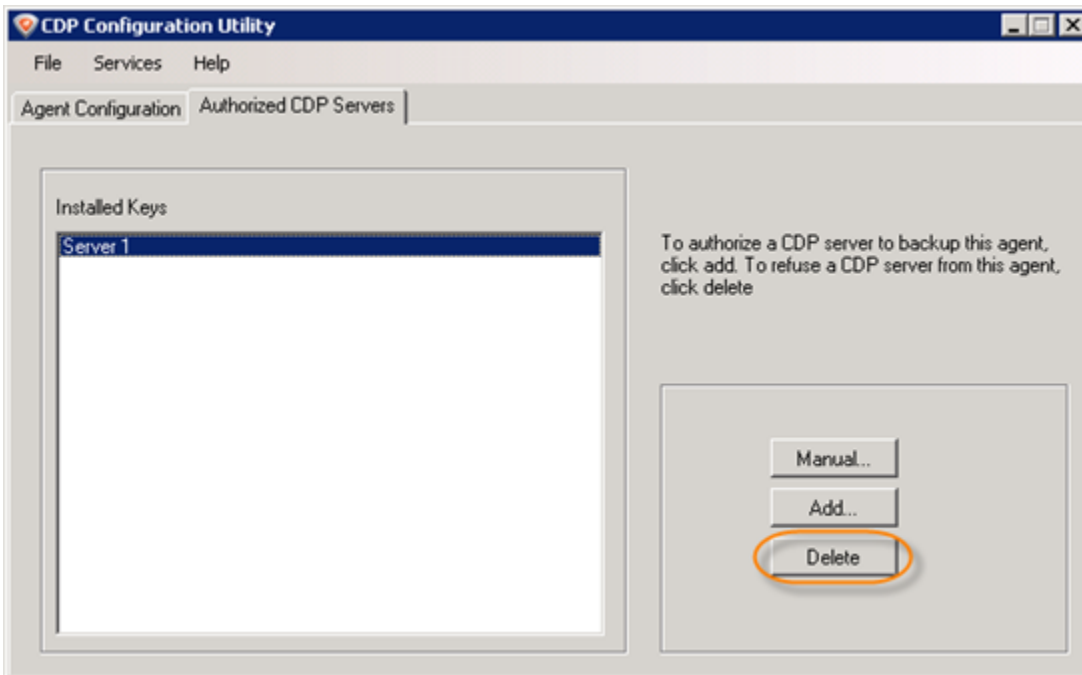 CDP Configuration Utility
File Services Help
Agent Configuration Authorized CDP Servers
Installed Keys
Server 1
To authorize a CDP server to backup this agent,
click add. To refuse a CDP server from this agent,
click delete
Manual...
Add...
Delete